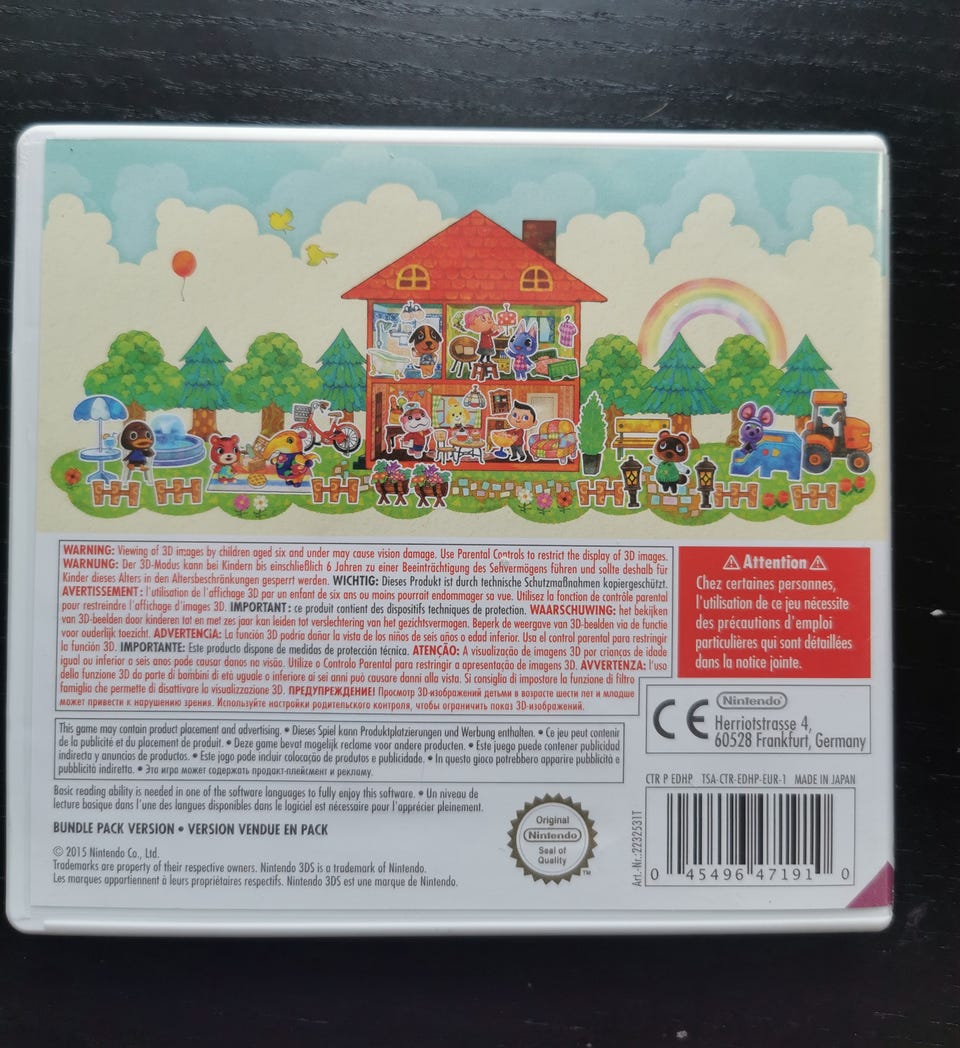 WARNING: Viewing of 3D images by children aged six and under may cause vision damage. Use Parental Controls to restrict the display of 3D images.
WARNUNG: Der 3D-Modus kann bei Kindern bis einschließlich 6 Jahren zu einer Beeinträchtigung des Sehvermögens führen und sollte deshalb für
Kinder dieses Alters in den Altersbeschränkungen gesperrt werden. WICHTIG: Dieses Produkt ist durch technische Schutzmaßnahmen kopiergeschützt.
AVERTISSEMENT : l'utilisation de l'affichage 3D par un enfant de six ans ou moins pourrait endommager sa vue. Utilisez la fonction de contrôle parental
pour restreindre l'affichage d'images 3D. IMPORTANT : ce produit contient des dispositifs techniques de protection. WAARSCHUWING: het bekijken
van 3D-beelden door kinderen tot en met zes jaar kan leiden tot verslechtering van het gezichtsvermogen. Beperk de weergave van 3D-beelden via de functie
voor ouderlijk toezicht. ADVERTENCIA: La función 3D podría dañar la vista de los niños de seis años o edad inferior. Usa el control parental para restringir
la función 3D. IMPORTANTE: Este producto dispone de medidas de protección técnica. ATENÇÃO: A visualização de imagens 3D por crianças de idade
igual ou inferior a seis anos pode causar danos na visão. Utilize o Controlo Parental para restringir a apresentação de imagens 3D. AVVERTENZA: l'uso
della funzione 3D da parte di bambini di età uguale o inferiore ai sei anni può causare danni alla vista. Si consiglia di impostare la funzione di filtro
famiglia che permette di disattivare la visualizzazione 3D. ПРЕДУПРЕЖДЕНИЕ! Просмотр 3D-изображений детьми в возрасте шести лет и младше
может привести к нарушению зрения. Используйте настройки родительского контроля, чтобы ограничить показ 3D-изображений.
⚠ Attention ⚠
Chez certaines personnes,
l'utilisation de ce jeu nécessite
des précautions d'emploi
particulières qui sont détaillées
dans la notice jointe.
This game may contain product placement and advertising. • Dieses Spiel kann Produktplatzierungen und Werbung enthalten. • Ce jeu peut contenir
de la publicité et du placement de produit. • Deze game bevat mogelijk reclame voor andere producten. • Este juego puede contener publicidad
indirecta y anuncios de productos. • Este jogo pode incluir colocação de produtos e publicidade. • In questo gioco potrebbero apparire pubblicità e
pubblicità indiretta. • Эта игра может содержать продакт-плейсмент и рекламу.
CE Nintendo
Herriotstrasse 4,
60528 Frankfurt, Germany
Basic reading ability is needed in one of the software languages to fully enjoy this software. • Un niveau de
lecture basique dans l'une des langues disponibles dans le logiciel est nécessaire pour l'apprécier pleinement.
BUNDLE PACK VERSION • VERSION VENDUE EN PACK
© 2015 Nintendo Co., Ltd.
Trademarks are property of their respective owners. Nintendo 3DS is a trademark of Nintendo.
Les marques appartiennent à leurs propriétaires respectifs. Nintendo 3DS est une marque de Nintendo.
Original
Nintendo
Seal of
Quality
TM
CTR P EDHP TSA-CTR-EDHP-EUR-1 MADE IN JAPAN
Art.-Nr.: 2232531T
0 45496 47191 0